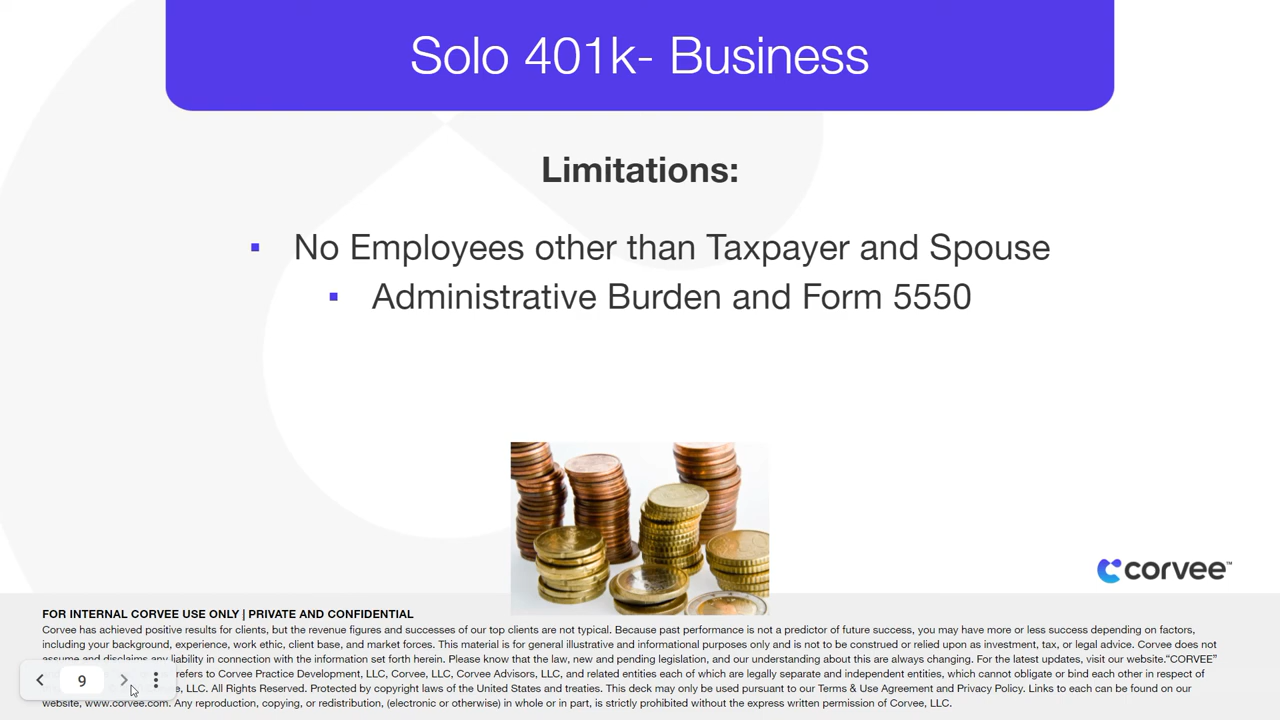 Solo 401k- Business
Limitations:
▪ No Employees other than Taxpayer and Spouse
▪ Administrative Burden and Form 5550
corvee™
FOR INTERNAL CORVEE USE ONLY | PRIVATE AND CONFIDENTIAL
Corvee has achieved positive results for clients, but the revenue figures and successes of our top clients are not typical. Because past performance is not a predictor of future success, you may have more or less success depending on factors,
including your background, experience, work ethic, client base, and market forces. This material is for general illustrative and informational purposes only and is not to be construed or relied upon as investment, tax, or legal advice. Corvee does not
assume and disclaims any liability in connection with the information set forth herein. Please know that the law, new and pending legislation, and our understanding about this are always changing. For the latest updates, visit our website.“CORVEE”
refers to Corvee Practice Development, LLC, Corvee, LLC, Corvee Advisors, LLC, and related entities each of which are legally separate and independent entities, which cannot obligate or bind each other in respect of
LLC. All Rights Reserved. Protected by copyright laws of the United States and treaties. This deck may only be used pursuant to our Terms & Use Agreement and Privacy Policy. Links to each can be found on our
website, www.corvee.com. Any reproduction, copying, or redistribution, (electronic or otherwise) in whole or in part, is strictly prohibited without the express written permission of Corvee, LLC.
9